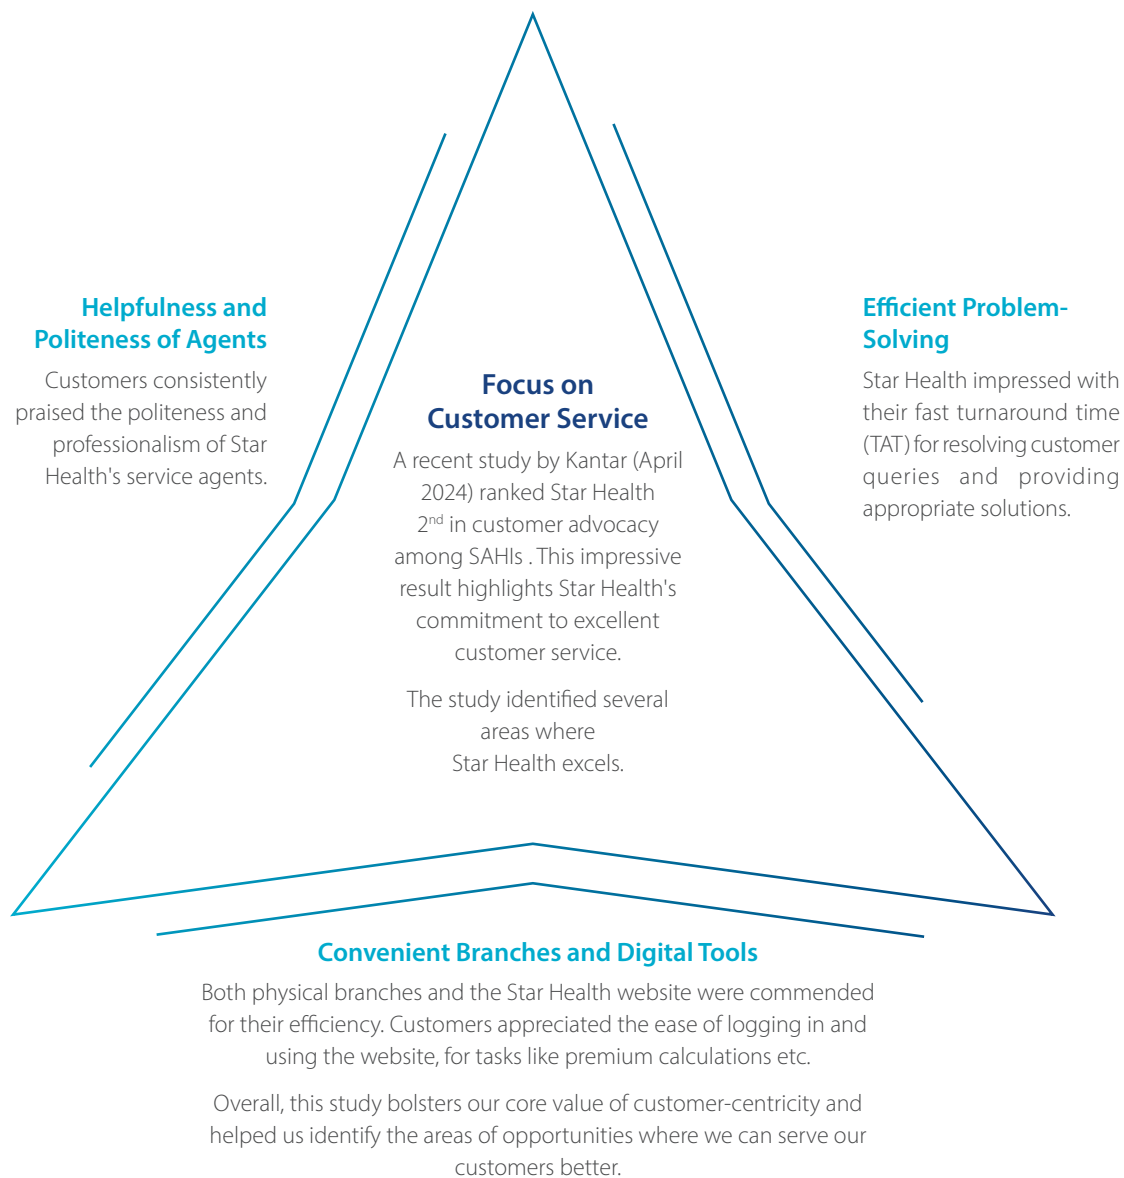 Helpfulness and
Politeness of Agents
Customers consistently
praised the politeness and
professionalism of Star
Health's service agents.
Focus on
Customer Service
A recent study by Kantar (April
2024) ranked Star Health
2nd in customer advocacy
among SAHIs . This impressive
result highlights Star Health's
commitment to excellent
customer service.
The study identified several
areas where
Star Health excels.
Efficient Problem-
Solving
Star Health impressed with
their fast turnaround time
(TAT) for resolving customer
queries and providing
appropriate solutions.
Convenient Branches and Digital Tools
Both physical branches and the Star Health website were commended
for their efficiency. Customers appreciated the ease of logging in and
using the website, for tasks like premium calculations etc.
Overall, this study bolsters our core value of customer-centricity and
helped us identify the areas of opportunities where we can serve our
customers better.